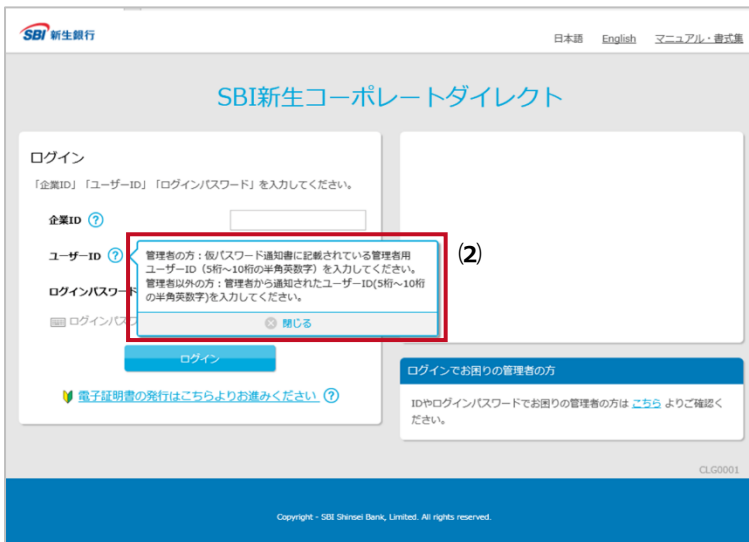 SBI 新生銀行
日本語 English マニュアル・書式集
SBI新生コーポレートダイレクト
ログイン
「企業ID」「ユーザーID」「ログインパスワード」を入力してください。
企業ID ?
ユーザーID ?
管理者の方：仮パスワード通知書に記載されている管理者用
ユーザーID（5桁～10桁の半角英数字）を入力してください。
管理者以外の方：管理者から通知されたユーザーID(5桁～10桁
の半角英数字)を入力してください。
閉じる
(2)
ログインパスワード
ログインパスワ
ログイン
電子証明書の発行はこちらよりお進みください ?
ログインでお困りの管理者の方
IDやログインパスワードでお困りの管理者の方は こちら よりご確認く
ださい。
CLG0001
Copyright - SBI Shinsei Bank, Limited. All rights reserved.